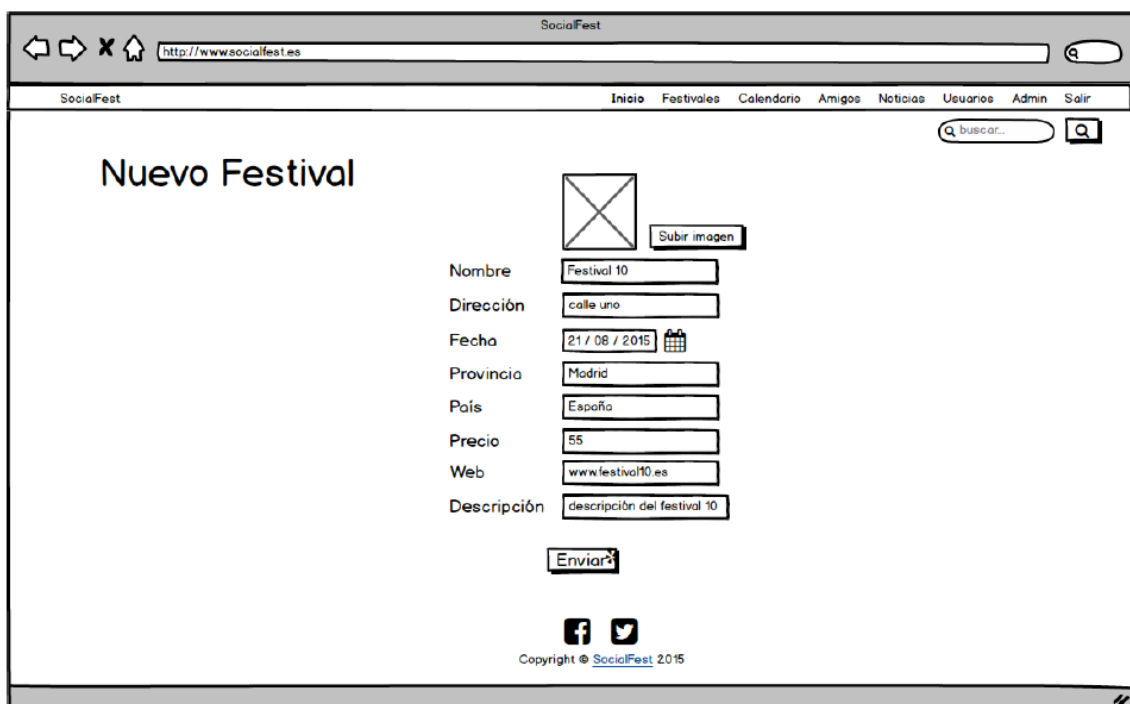 SocialFest
http://www.socialfest.es
SocialFest Inicio Festivales Calendario Amigos Noticias Usuarios Admin Salir
buscar...
Nuevo Festival
Subir imagen
Nombre Festival 10
Dirección calle uno
Fecha 21 / 08 / 2015
Provincia Madrid
País España
Precio 55
Web www.festival10.es
Descripción descripción del festival 10
Enviar
Copyright © SocialFest 2015